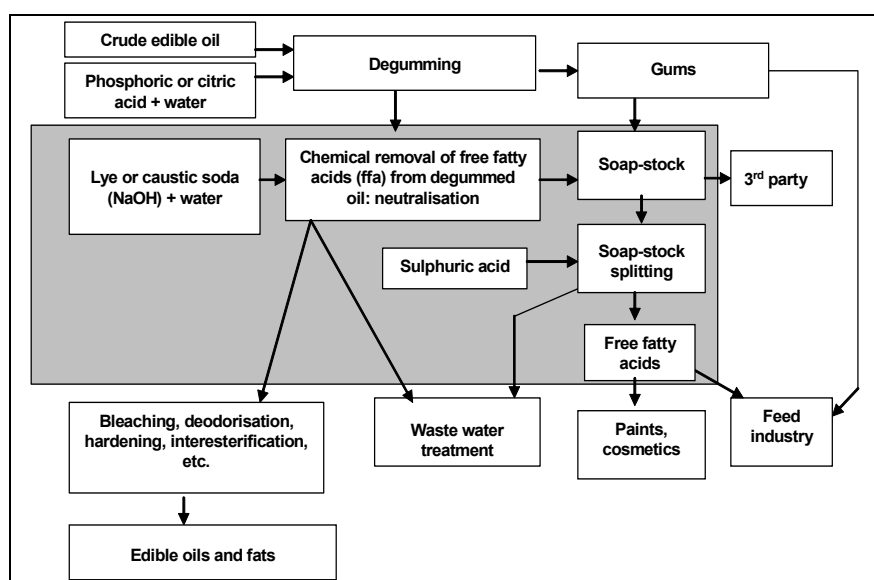 Crude edible oil
Degumming
Gums
Phosphoric or citric
acid + water
Lye or caustic soda
(NaOH) + water
Chemical removal of free fatty
acids (ffa) from degummed
oil: neutralisation
Soap-stock
3rd party
Sulphuric acid
Soap-stock
splitting
Free fatty
acids
Bleaching, deodorisation,
hardening, interesterification,
etc.
Waste water
treatment
Paints,
cosmetics
Feed
industry
Edible oils and fats